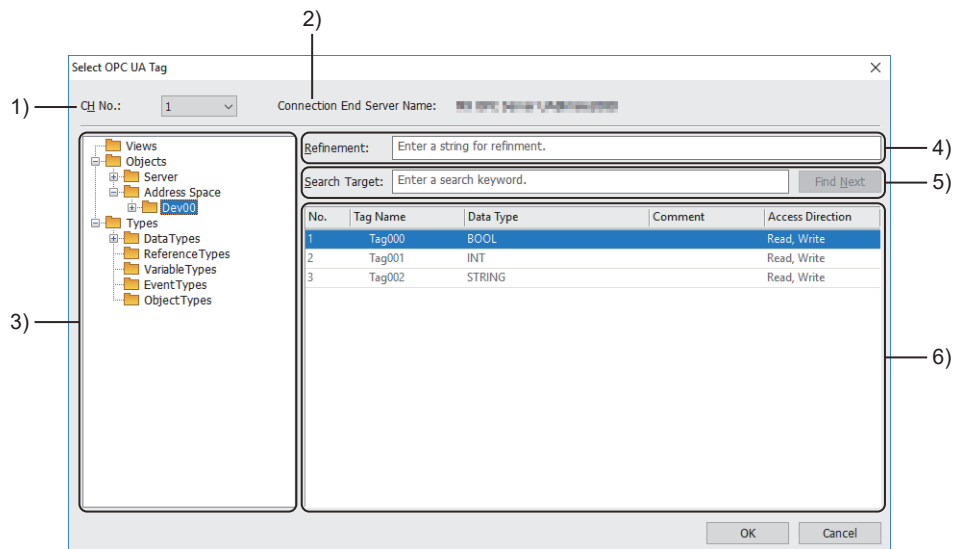 2)
Select OPC UA Tag
1)
CH No.: 1 Connection End Server Name:
Views
Objects
Server
Address Space
Dev00
Types
DataTypes
ReferenceTypes
VariableTypes
EventTypes
ObjectTypes
3)
Refinement: Enter a string for refinment.
4)
Search Target: Enter a search keyword. Find Next
5)
No. Tag Name Data Type Comment Access Direction
1 Tag000 BOOL Read, Write
2 Tag001 INT Read, Write
3 Tag002 STRING Read, Write
6)
OK Cancel